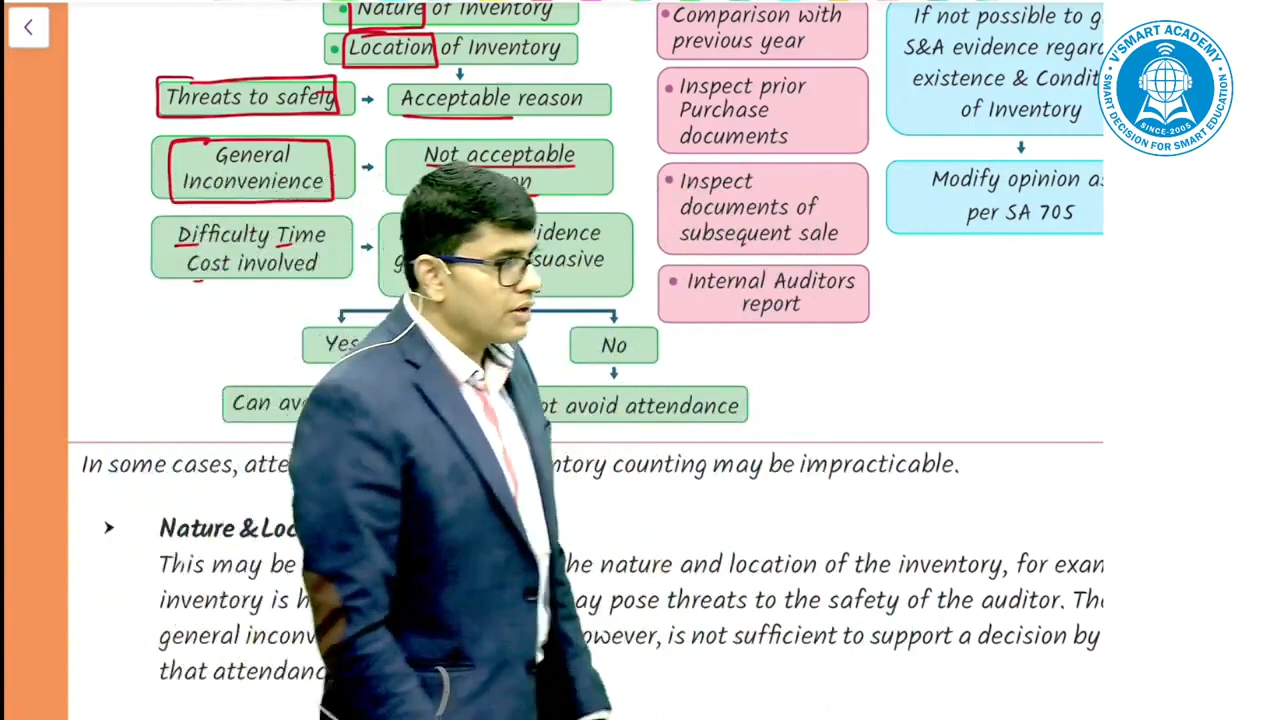 Nature of Inventory
Location of Inventory
Threats to safety
Acceptable reason
General
Inconvenience
Not acceptable
Difficulty Time
Cost involved
idence
suasive
Yes
No
Can av
ot avoid attendance
Comparison with
previous year
Inspect prior
Purchase
documents
Inspect
documents of
subsequent sale
Internal Auditors
report
If not possible to g
S&A evidence regar
existence & Condit
of Inventory
Modify opinion as
per SA 705
V'SMART ACADEMY
SINCE-2005
SMART DECISION FOR SMART EDUCATION
In some cases, atte ntory counting may be impracticable.
➤ Nature & Loc
This may be he nature and location of the inventory, for exam
inventory is h ay pose threats to the safety of the auditor. The
general inconv owever, is not sufficient to support a decision by
that attendanc